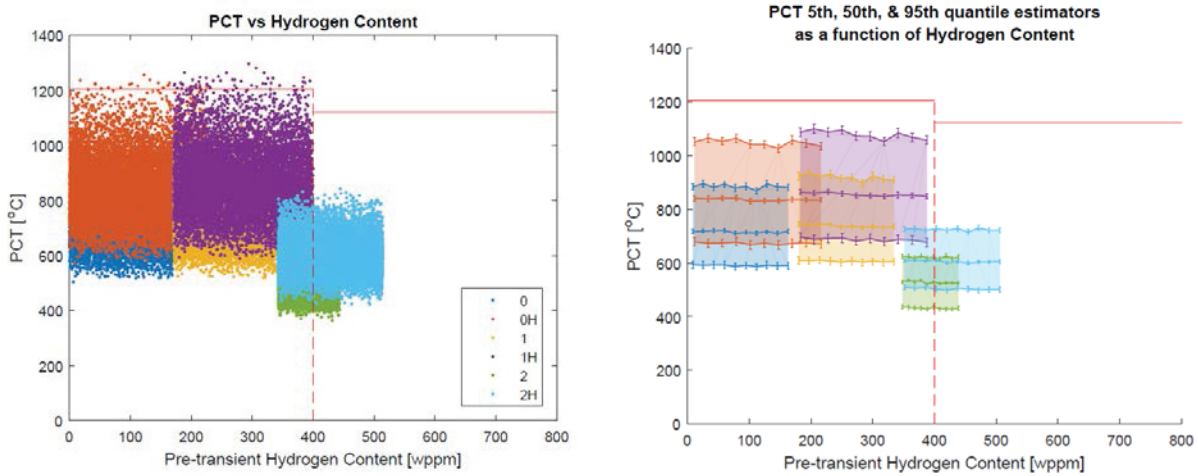 PCT vs Hydrogen Content
1400
1200
1000
800
600
400
200
0
PCT [°C]
0 100 200 300 400 500 600 700 800
Pre-transient Hydrogen Content [wppm]
0
0H
1
1H
2
2H
PCT 5th, 50th, & 95th quantile estimators
as a function of Hydrogen Content
1400
1200
1000
800
600
400
200
0
PCT [°C]
0 100 200 300 400 500 600 700 800
Pre-transient Hydrogen Content [wppm]